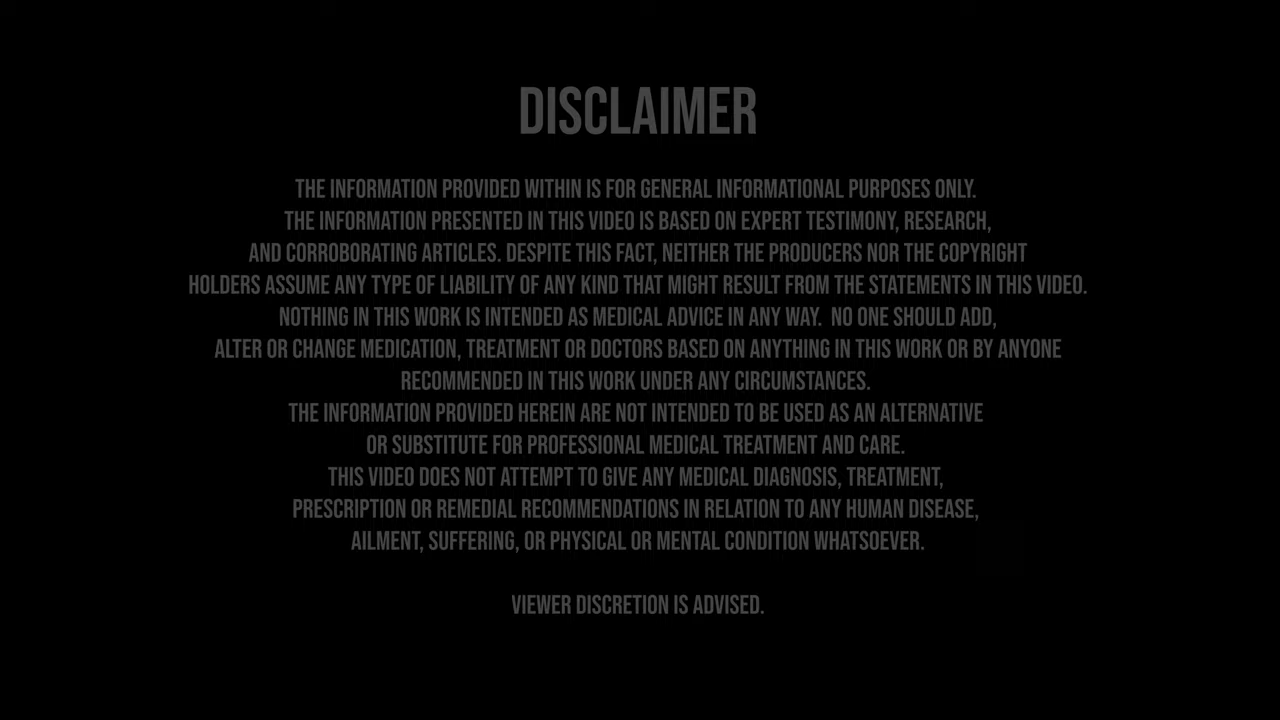 DISCLAIMER
THE INFORMATION PROVIDED WITHIN IS FOR GENERAL INFORMATIONAL PURPOSES ONLY.
THE INFORMATION PRESENTED IN THIS VIDEO IS BASED ON EXPERT TESTIMONY, RESEARCH,
AND CORROBORATING ARTICLES. DESPITE THIS FACT, NEITHER THE PRODUCERS NOR THE COPYRIGHT
HOLDERS ASSUME ANY TYPE OF LIABILITY OF ANY KIND THAT MIGHT RESULT FROM THE STATEMENTS IN THIS VIDEO.
NOTHING IN THIS WORK IS INTENDED AS MEDICAL ADVICE IN ANY WAY.  NO ONE SHOULD ADD,
ALTER OR CHANGE MEDICATION, TREATMENT OR DOCTORS BASED ON ANYTHING IN THIS WORK OR BY ANYONE
RECOMMENDED IN THIS WORK UNDER ANY CIRCUMSTANCES.
THE INFORMATION PROVIDED HEREIN ARE NOT INTENDED TO BE USED AS AN ALTERNATIVE
OR SUBSTITUTE FOR PROFESSIONAL MEDICAL TREATMENT AND CARE.
THIS VIDEO DOES NOT ATTEMPT TO GIVE ANY MEDICAL DIAGNOSIS, TREATMENT,
PRESCRIPTION OR REMEDIAL RECOMMENDATIONS IN RELATION TO ANY HUMAN DISEASE,
AILMENT, SUFFERING, OR PHYSICAL OR MENTAL CONDITION WHATSOEVER.
VIEWER DISCRETION IS ADVISED.